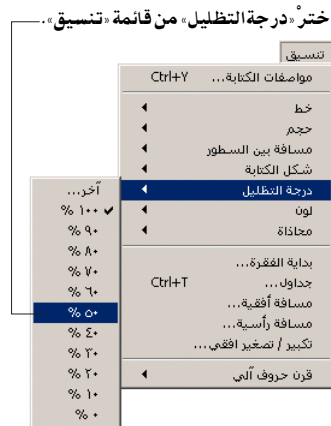 خترْ «درجة التظليل» من قائمة «تنسيق».
تنسيق
مواصفات الكتابة... Ctrl+Y
خط
حجم
مسافة بين السطور
شكل الكتابة
درجة التظليل
لون
محاذاة
بداية الفقرة...
جداول... Ctrl+T
مسافة أفقية...
مسافة رأسية...
تكبير / تصغير افقي...
قرن حروف آلي
آخر...
١٠٠ %
٩٠ %
٨٠ %
٧٠ %
٦٠ %
٥٠ %
٤٠ %
٣٠ %
٢٠ %
١٠ %
٠ %